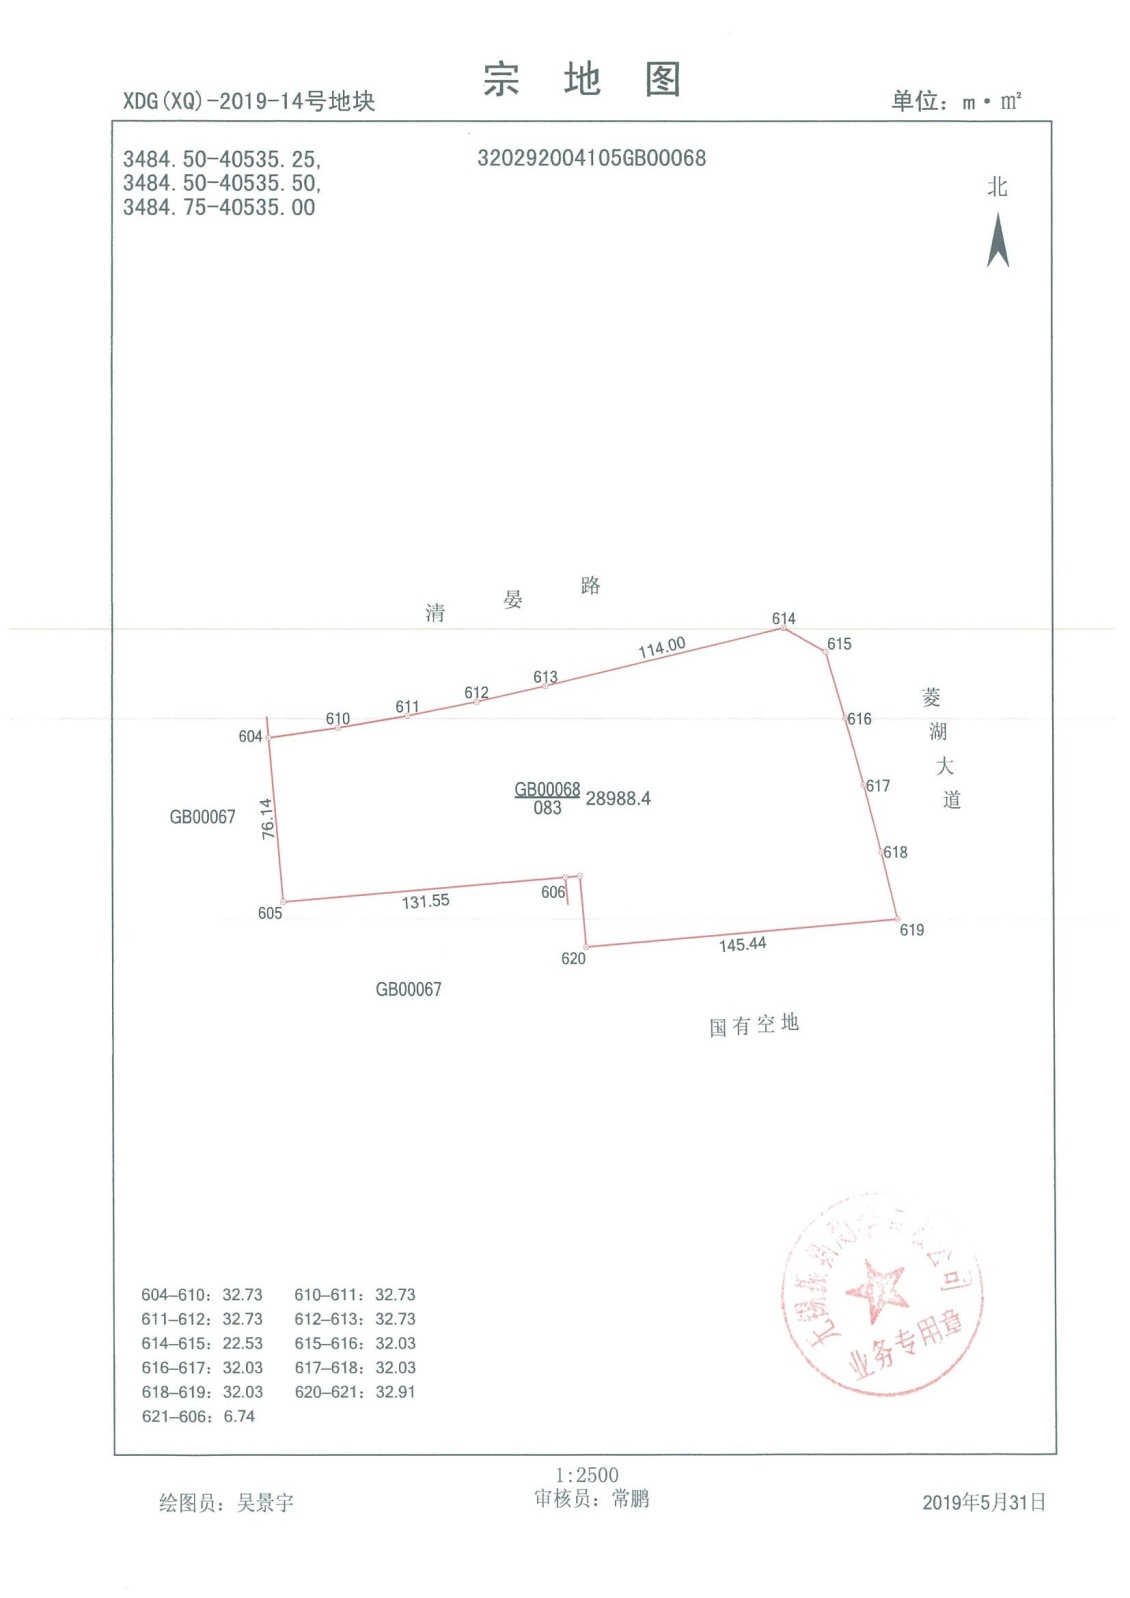 宗地图
XDG(XQ)-2019-14号地块
单位：m·㎡
3484.50-40535.25,
3484.50-40535.50,
3484.75-40535.00
320292004105GB00068
北
清晏路
614
615
114.00
613
612
611
610
604
616
菱湖大道
617
618
619
GB00068
083
28988.4
GB00067
76.14
605
131.55
606
620
145.44
GB00067
国有空地
604—610：32.73 610—611：32.73
611—612：32.73 612—613：32.73
614—615：22.53 615—616：32.03
616—617：32.03 617—618：32.03
618—619：32.03 620—621：32.91
621—606：6.74
业务专用章
1:2500
绘图员：吴景宇
审核员：常鹏
2019年5月31日